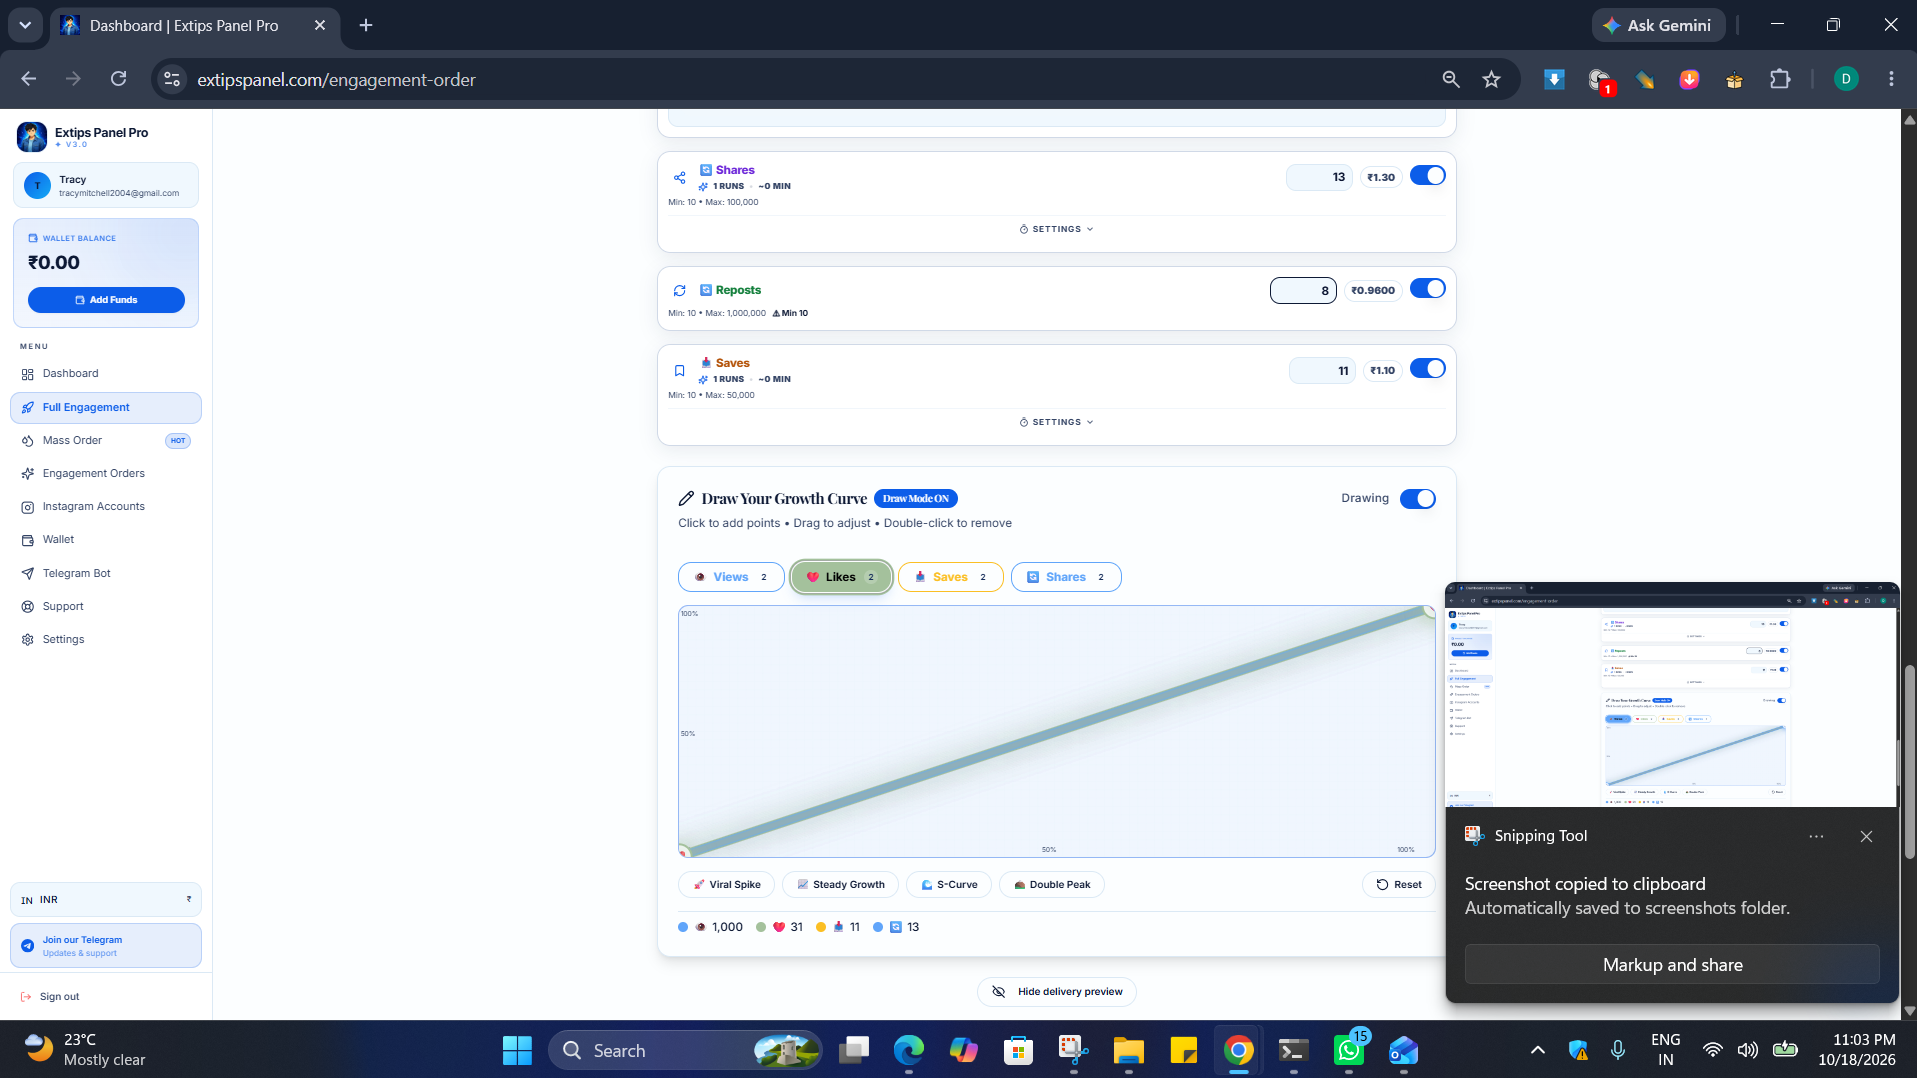 Dashboard | Extips Panel Pro
Ask Gemini
extipspanel.com/engagement-order
1
D
Extips Panel Pro
V3.0
T
Tracy
tracymitchell2004@gmail.com
WALLET BALANCE
₹0.00
Add Funds
MENU
Dashboard
Full Engagement
Mass Order
HOT
Engagement Orders
Instagram Accounts
Wallet
Telegram Bot
Support
Settings
IN INR ₹
Join our Telegram
Updates & support
Sign out
Shares
1 RUNS • ~0 MIN
Min: 10 • Max: 100,000
13
₹1.30
SETTINGS
Reposts
Min: 10 • Max: 1,000,000 Min 10
8
₹0.9600
Saves
1 RUNS • ~0 MIN
Min: 10 • Max: 50,000
11
₹1.10
SETTINGS
Draw Your Growth Curve
Draw Mode ON
Drawing
Click to add points • Drag to adjust • Double-click to remove
Views 2
Likes 2
Saves 2
Shares 2
100%
50%
50%
100%
Viral Spike
Steady Growth
S-Curve
Double Peak
Reset
1,000
31
11
13
Hide delivery preview
Snipping Tool
Screenshot copied to clipboard
Automatically saved to screenshots folder.
Markup and share
23°C
Mostly clear
Search
15
ENG
IN
11:03 PM
10/18/2026